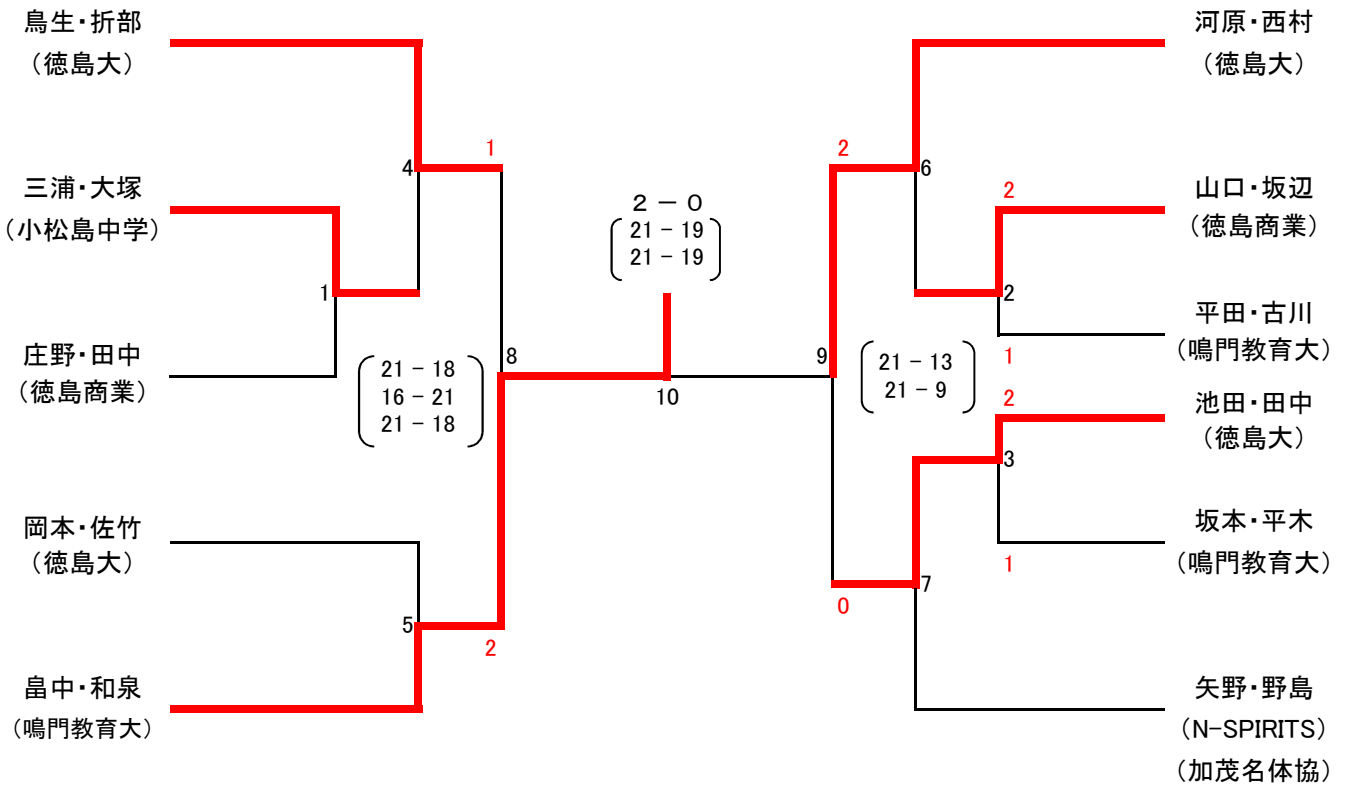 鳥生・折部
（徳島大）
三浦・大塚
（小松島中学）
庄野・田中
（徳島商業）
岡本・佐竹
（徳島大）
畠中・和泉
（鳴門教育大）
4
1
1
5
2
8
21 - 18
16 - 21
21 - 18
２ － ０
21 - 19
21 - 19
10
9
21 - 13
21 - 9
2
6
2
2
1
2
3
1
7
0
河原・西村
（徳島大）
山口・坂辺
（徳島商業）
平田・古川
（鳴門教育大）
池田・田中
（徳島大）
坂本・平木
（鳴門教育大）
矢野・野島
（N-SPIRITS）
（加茂名体協）